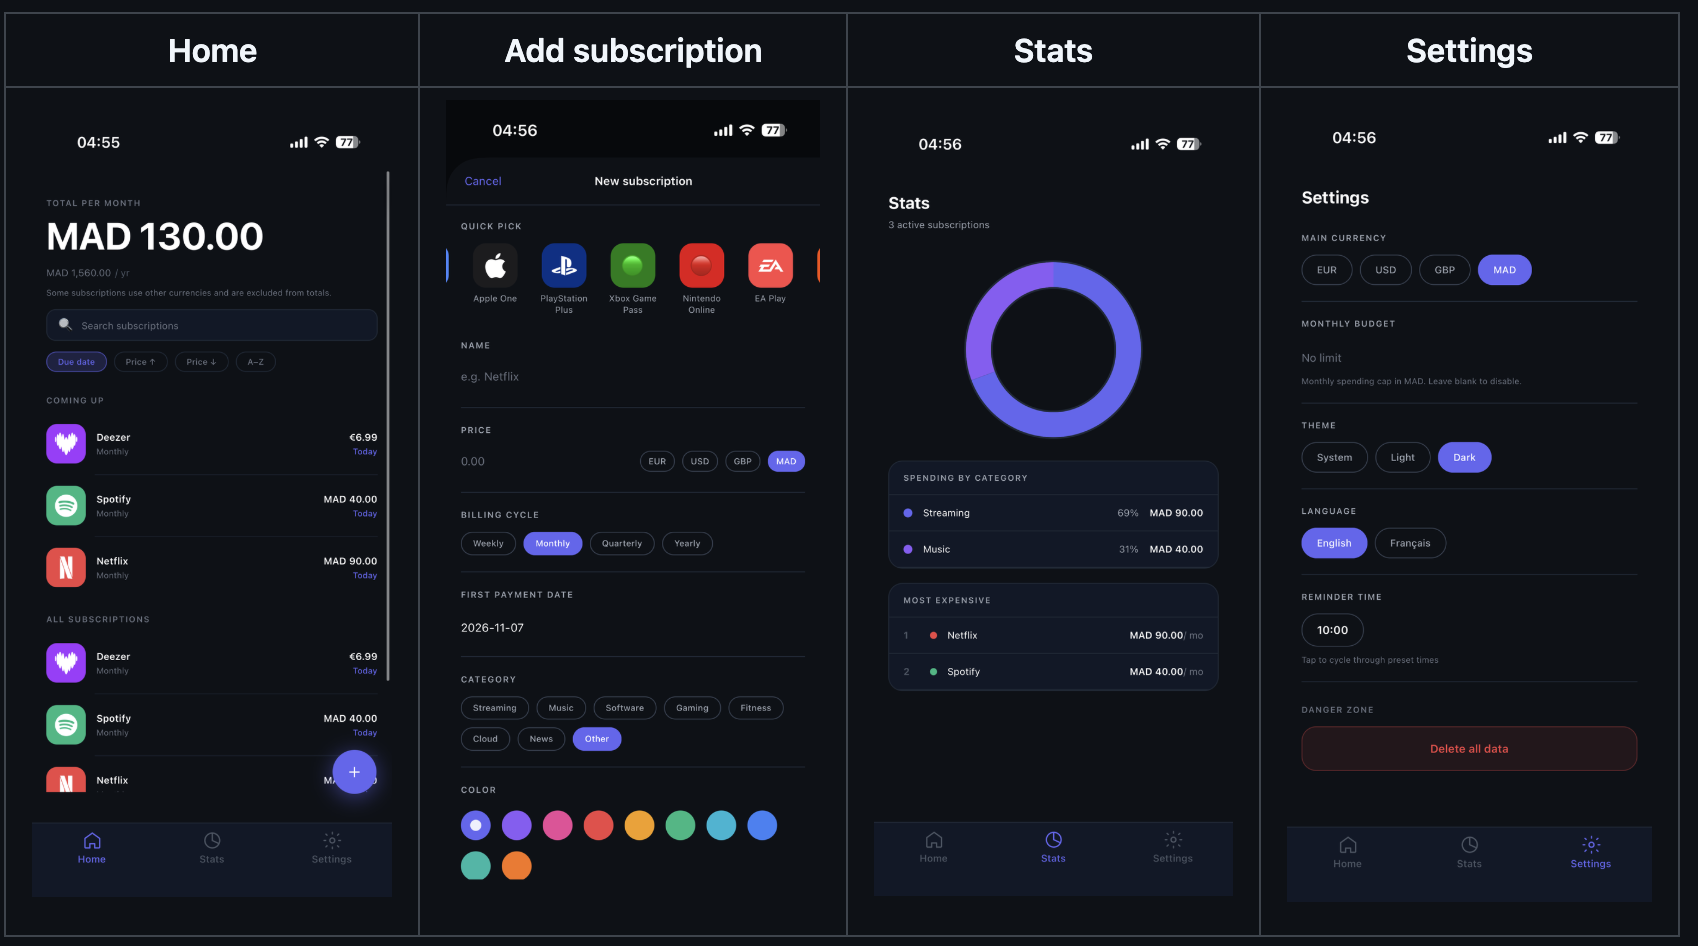 Home
Add subscription
Stats
Settings
04:55
77
TOTAL PER MONTH
MAD 130.00
MAD 1,560.00 / yr
Some subscriptions use other currencies and are excluded from totals.
Search subscriptions
Due date
Price ↑
Price ↓
A–Z
COMING UP
Deezer
€6.99
Monthly
Today
Spotify
MAD 40.00
Monthly
Today
Netflix
MAD 90.00
Monthly
Today
ALL SUBSCRIPTIONS
Deezer
€6.99
Monthly
Today
Spotify
MAD 40.00
Monthly
Today
Netflix
+
Home
Stats
Settings
04:56
77
Cancel
New subscription
QUICK PICK
EA
Apple One
PlayStation
Plus
Xbox Game
Pass
Nintendo
Online
EA Play
NAME
e.g. Netflix
PRICE
0.00
EUR
USD
GBP
MAD
BILLING CYCLE
Weekly
Monthly
Quarterly
Yearly
FIRST PAYMENT DATE
2026-11-07
CATEGORY
Streaming
Music
Software
Gaming
Fitness
Cloud
News
Other
COLOR
04:56
77
Stats
3 active subscriptions
SPENDING BY CATEGORY
Streaming
69%
MAD 90.00
Music
31%
MAD 40.00
MOST EXPENSIVE
1
Netflix
MAD 90.00/ mo
2
Spotify
MAD 40.00/ mo
Home
Stats
Settings
04:56
77
Settings
MAIN CURRENCY
EUR
USD
GBP
MAD
MONTHLY BUDGET
No limit
Monthly spending cap in MAD. Leave blank to disable.
THEME
System
Light
Dark
LANGUAGE
English
Français
REMINDER TIME
10:00
Tap to cycle through preset times
DANGER ZONE
Delete all data
Home
Stats
Settings